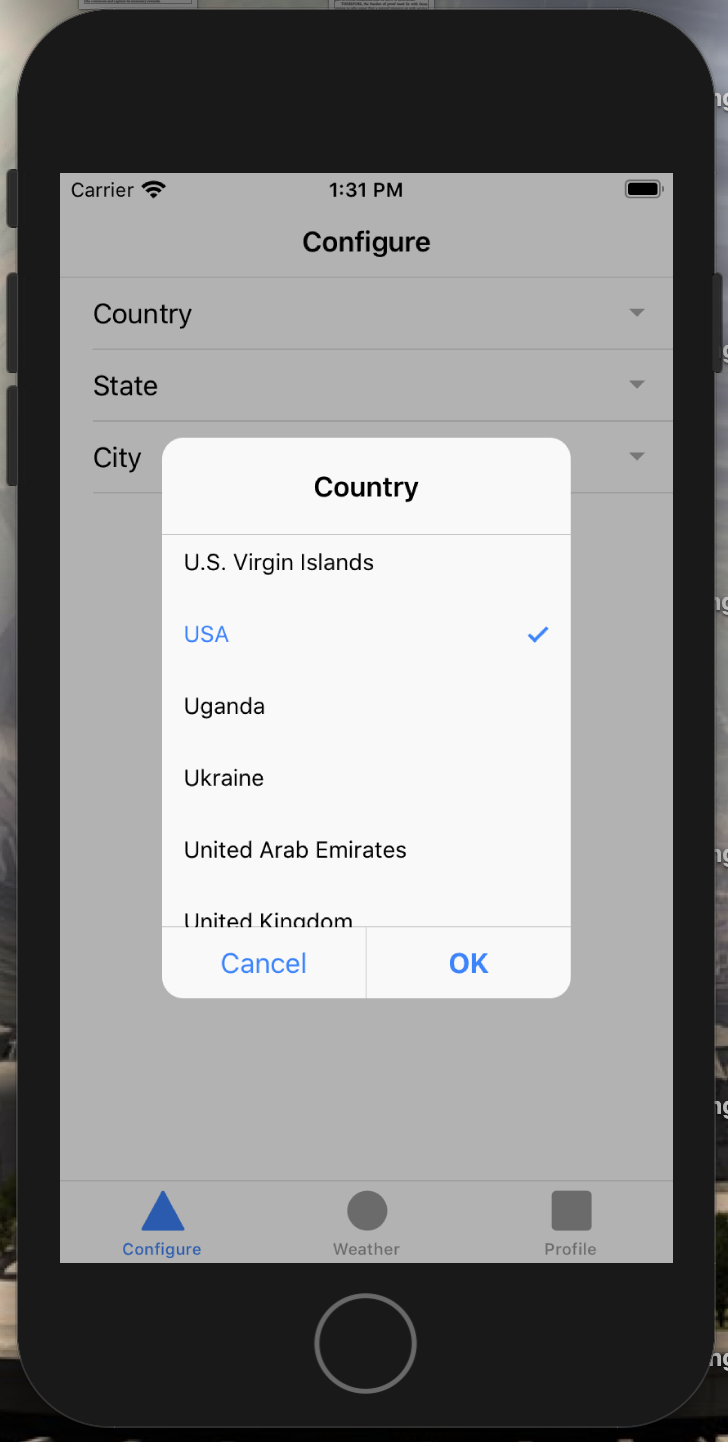 Carrier 1:31 PM
Configure
Country
State
City
Country
U.S. Virgin Islands
USA
Uganda
Ukraine
United Arab Emirates
United Kingdom
Cancel OK
Configure Weather Profile